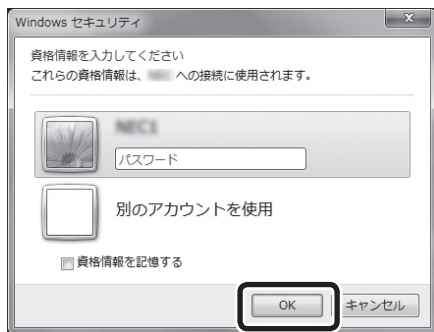 Windows セキュリティ
資格情報を入力してください
これらの資格情報は、 への接続に使用されます。
NEC1
パスワード
別のアカウントを使用
資格情報を記憶する
OK
キャンセル